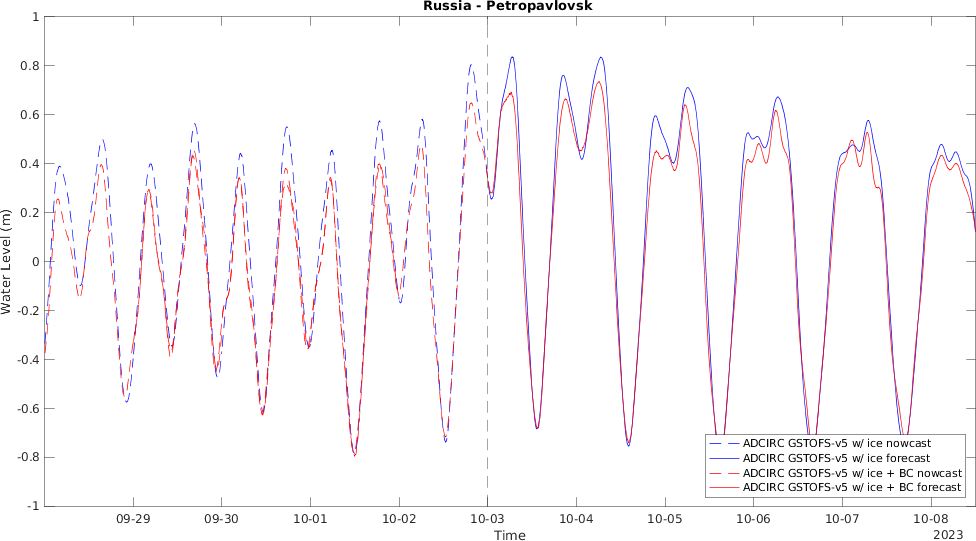 Russia - Petropavlovsk
1
0.8
0.6
0.4
0.2
0
-0.2
-0.4
-0.6
-0.8
-1
Water Level (m)
ADCIRC GSTOFS-v5 w/ ice nowcast
ADCIRC GSTOFS-v5 w/ ice forecast
ADCIRC GSTOFS-v5 w/ ice + BC nowcast
ADCIRC GSTOFS-v5 w/ ice + BC forecast
09-29 09-30 10-01 10-02 10-03 10-04 10-05 10-06 10-07 10-08
Time
2023